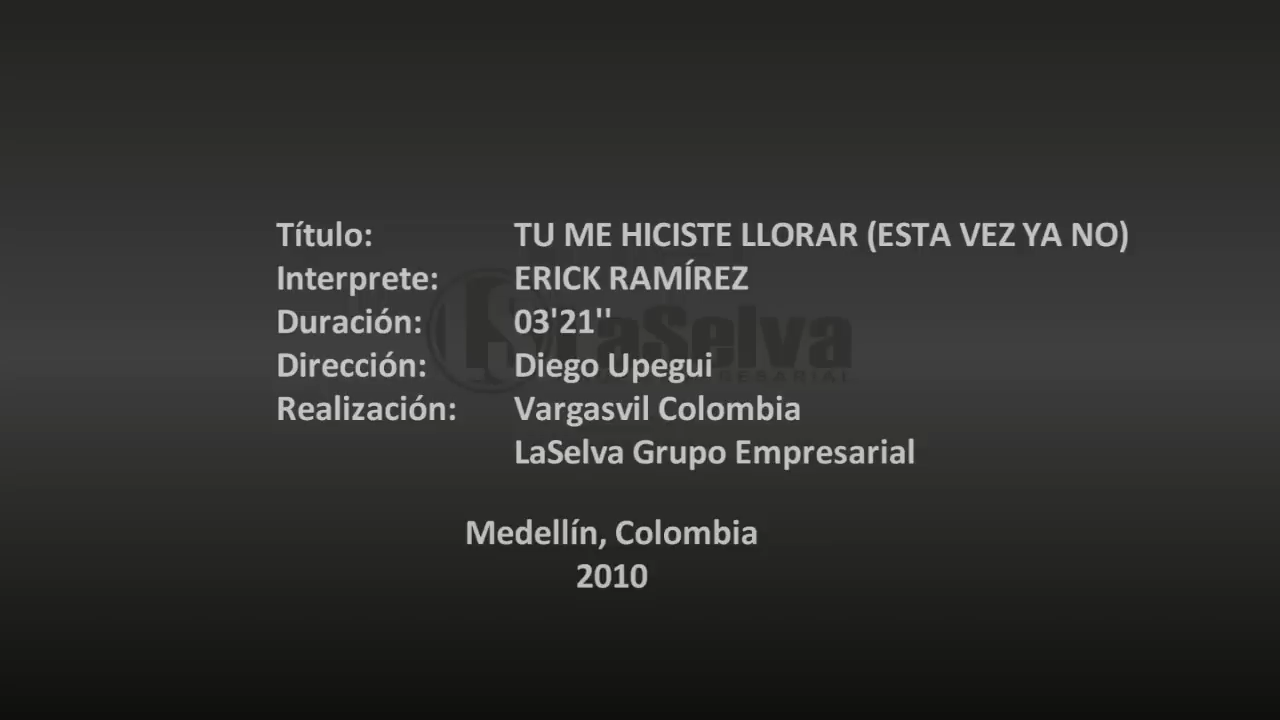 Título: TU ME HICISTE LLORAR (ESTA VEZ YA NO)
Interprete: ERICK RAMÍREZ
Duración: 03'21''
Dirección: Diego Upegui
Realización: Vargasvil Colombia
LaSelva Grupo Empresarial
Medellín, Colombia
2010
LaSelva